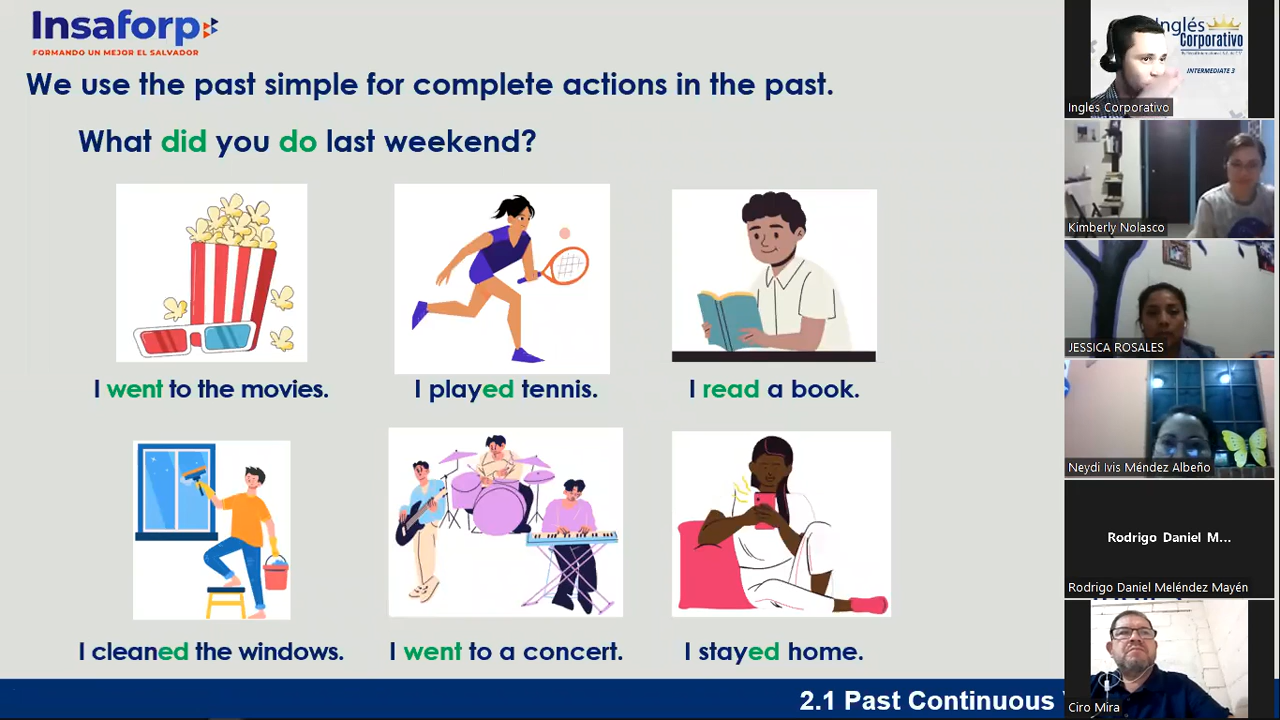 Insaforp
FORMANDO UN MEJOR EL SALVADOR
We use the past simple for complete actions in the past.
What did you do last weekend?
I went to the movies.
I played tennis.
I read a book.
I cleaned the windows.
I went to a concert.
I stayed home.
2.1 Past Continuous
Inglés
Corporativo
INTERMEDIATE 3
Ingles Corporativo
Kimberly Nolasco
JESSICA ROSALES
Neydi Ivis Méndez Albeño
Rodrigo Daniel M...
Rodrigo Daniel Meléndez Mayén
Ciro Mira